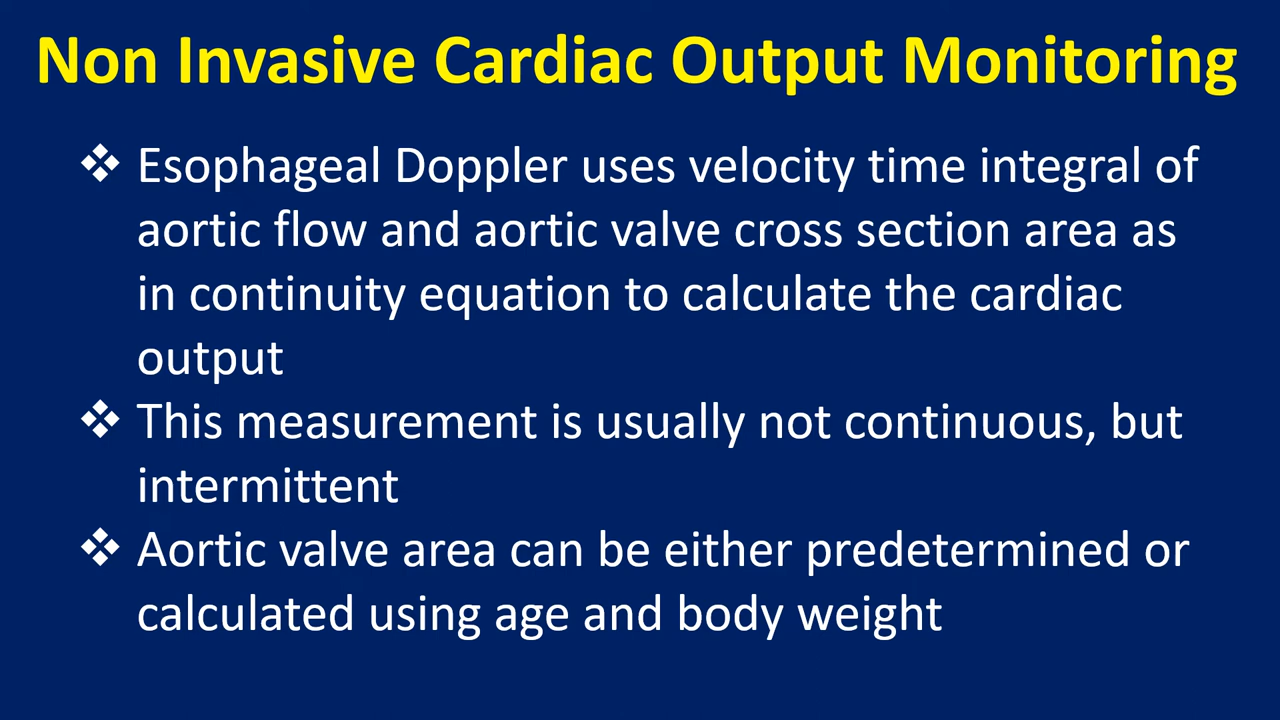 Non Invasive Cardiac Output Monitoring
❖ Esophageal Doppler uses velocity time integral of
aortic flow and aortic valve cross section area as
in continuity equation to calculate the cardiac
output
❖ This measurement is usually not continuous, but
intermittent
❖ Aortic valve area can be either predetermined or
calculated using age and body weight